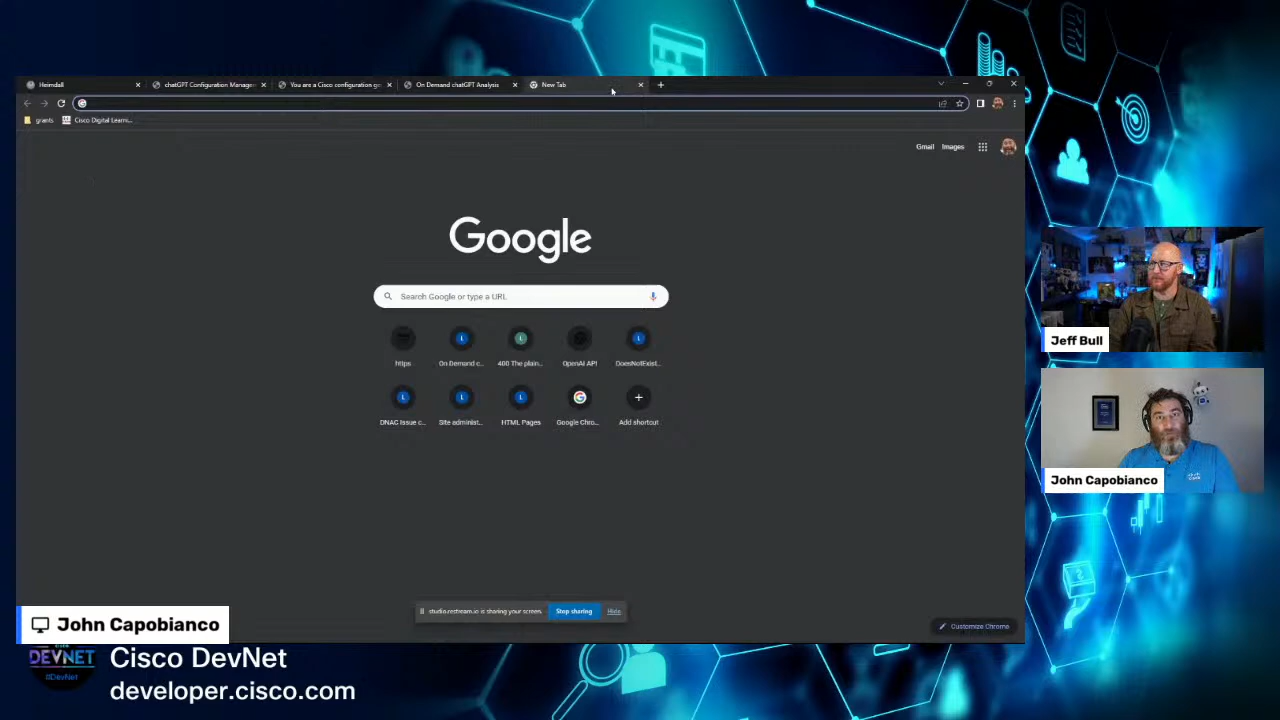 Heimdall
chatGPT Configuration Manage
You are a Cisco configuration ge
On Demand chatGPT Analysis
New Tab
grants
Cisco Digital Learni...
Gmail
Images
Google
Search Google or type a URL
https
On Demand c...
400 The plain...
OpenAI API
DoesNotExist...
DNAC Issue c...
Site administ...
HTML Pages
Google Chro...
Add shortcut
studio.restream.io is sharing your screen.
Stop sharing
Hide
Customize Chrome
Jeff Bull
John Capobianco
John Capobianco
DEVNET
#DevNet
Cisco DevNet
developer.cisco.com